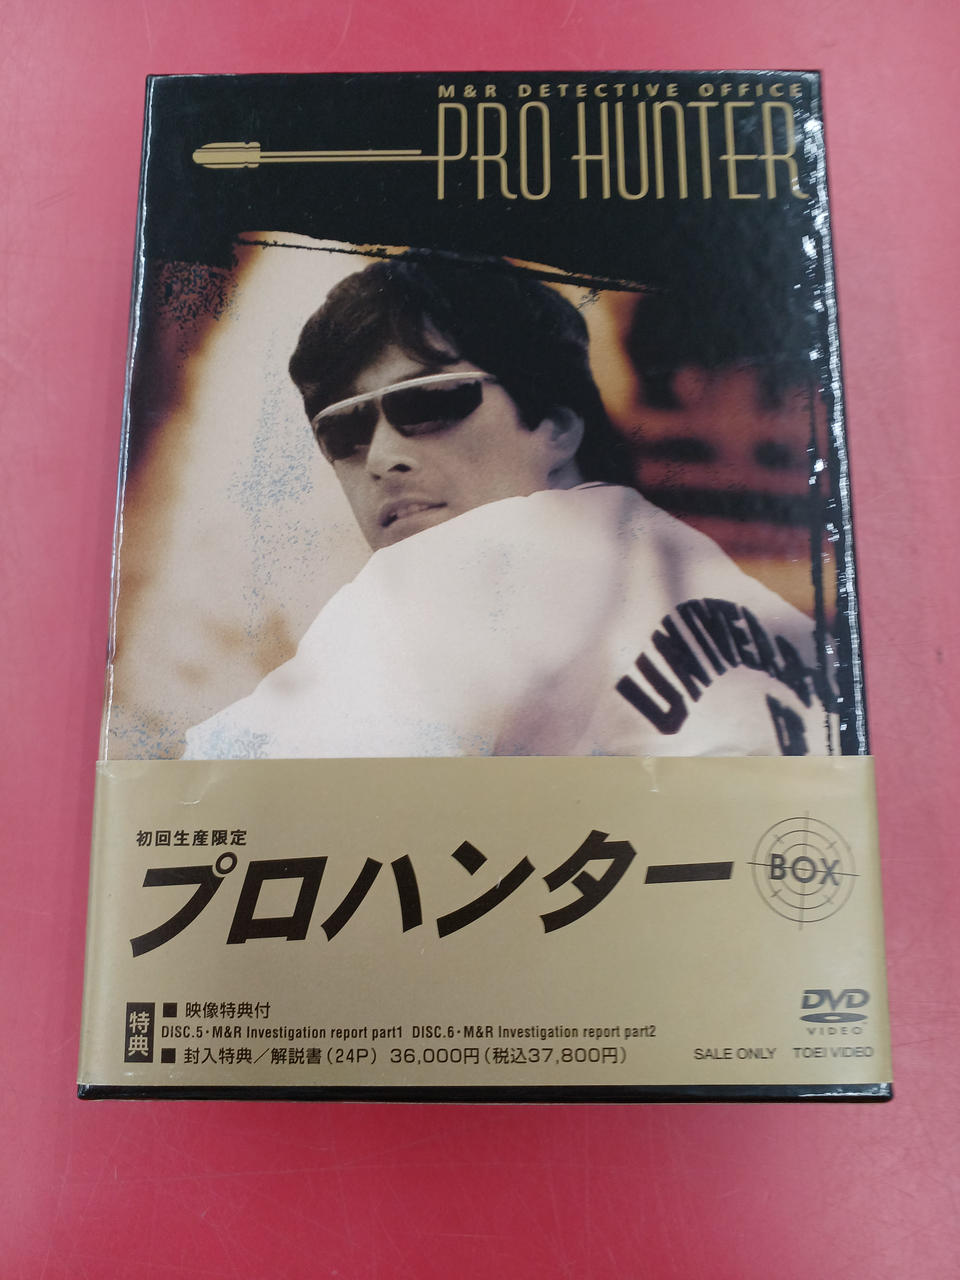 M&R DETECTIVE OFFICE
PRO HUNTER
初回生産限定
プロハンター
BOX
特典
■ 映像特典付
DISC.5・M&R Investigation report part1 DISC.6・M&R Investigation report part2
■ 封入特典/解説書(24P) 36,000円(税込37,800円)
DVD
VIDEO
SALE ONLY TOEI VIDEO